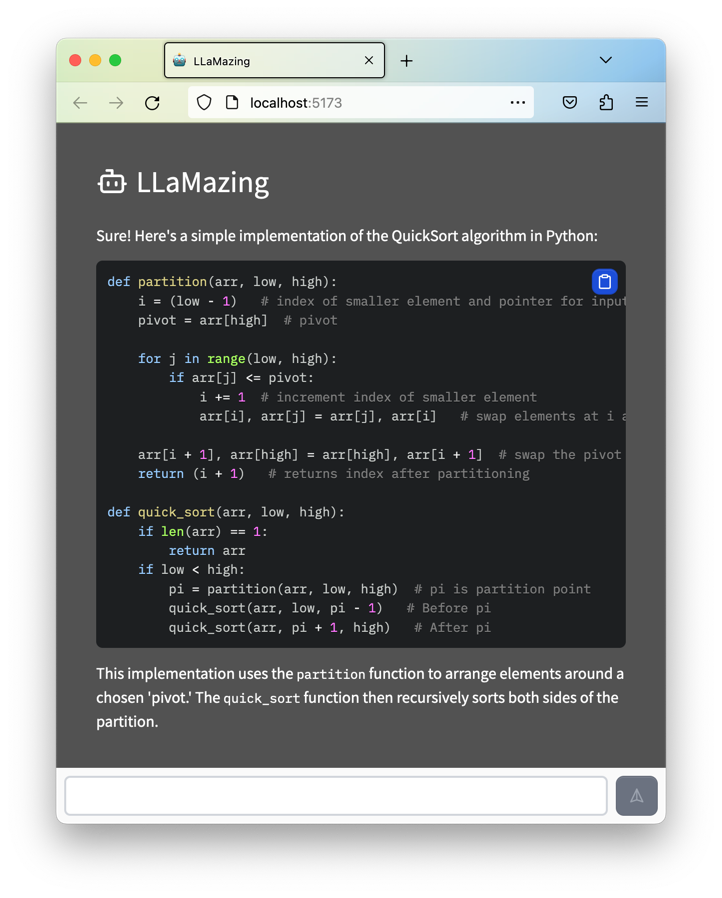 LLaMazing
localhost:5173
LLaMazing
Sure! Here's a simple implementation of the QuickSort algorithm in Python:
def partition(arr, low, high):
    i = (low - 1)   # index of smaller element and pointer for input
    pivot = arr[high]  # pivot
    for j in range(low, high):
        if arr[j] <= pivot:
            i += 1  # increment index of smaller element
            arr[i], arr[j] = arr[j], arr[i]   # swap elements at i
    arr[i + 1], arr[high] = arr[high], arr[i + 1]  # swap the pivot
    return (i + 1)   # returns index after partitioning
def quick_sort(arr, low, high):
    if len(arr) == 1:
        return arr
    if low < high:
        pi = partition(arr, low, high)  # pi is partition point
        quick_sort(arr, low, pi - 1)   # Before pi
        quick_sort(arr, pi + 1, high)   # After pi
This implementation uses the partition function to arrange elements around a
chosen 'pivot.' The quick_sort function then recursively sorts both sides of the
partition.